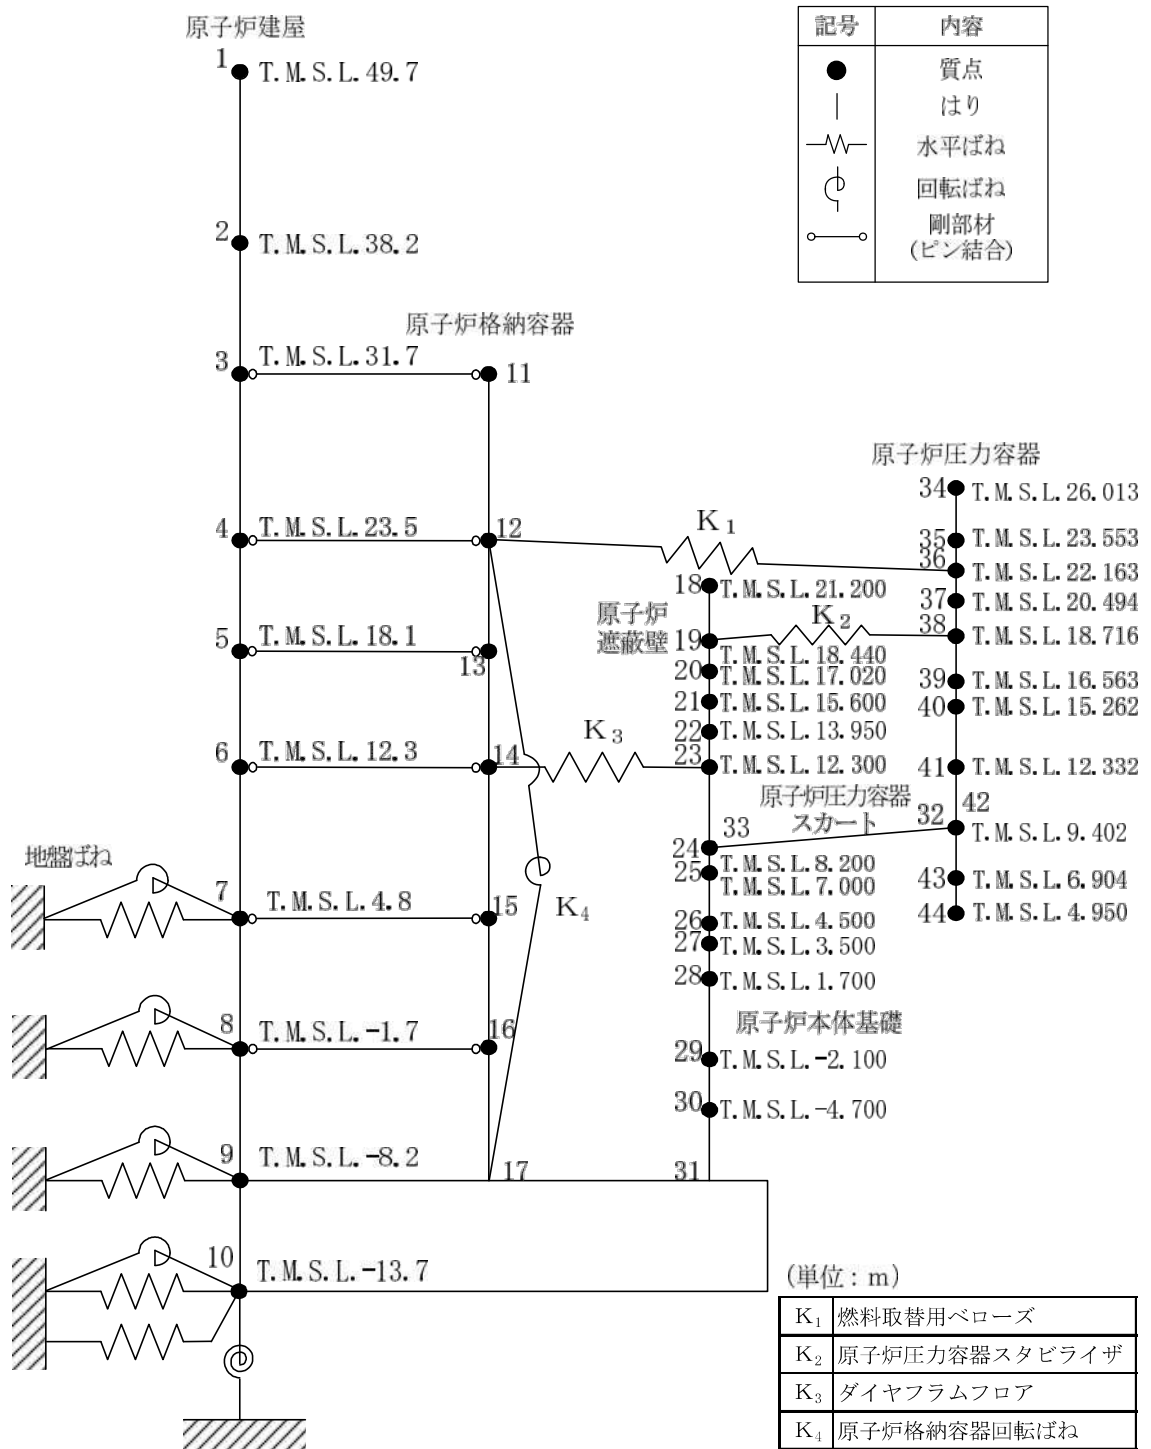 原子炉建屋
1
T.M.S.L.49.7
記号 内容
質点
はり
水平ばね
回転ばね
剛部材
(ピン結合)
2
T.M.S.L.38.2
原子炉格納容器
3
T.M.S.L.31.7
11
原子炉圧力容器
34
T.M.S.L.26.013
4
T.M.S.L.23.5
12
K₁
35
T.M.S.L.23.553
36
T.M.S.L.22.163
18
T.M.S.L.21.200
37
T.M.S.L.20.494
原子炉
遮蔽壁
K₂
38
T.M.S.L.18.716
5
T.M.S.L.18.1
13
19
T.M.S.L.18.440
20
T.M.S.L.17.020
39
T.M.S.L.16.563
21
T.M.S.L.15.600
40
T.M.S.L.15.262
22
T.M.S.L.13.950
K₃
6
T.M.S.L.12.3
14
23
T.M.S.L.12.300
41
T.M.S.L.12.332
原子炉圧力容器
スカート
33
32
42
T.M.S.L.9.402
24
T.M.S.L.8.200
25
T.M.S.L.7.000
43
T.M.S.L.6.904
地盤ばね
7
T.M.S.L.4.8
15
K₄
26
T.M.S.L.4.500
44
T.M.S.L.4.950
27
T.M.S.L.3.500
28
T.M.S.L.1.700
8
T.M.S.L.-1.7
16
原子炉本体基礎
29
T.M.S.L.-2.100
30
T.M.S.L.-4.700
9
T.M.S.L.-8.2
17
31
10
T.M.S.L.-13.7
(単位：m)
K₁ 燃料取替用ベローズ
K₂ 原子炉圧力容器スタビライザ
K₃ ダイヤフラムフロア
K₄ 原子炉格納容器回転ばね